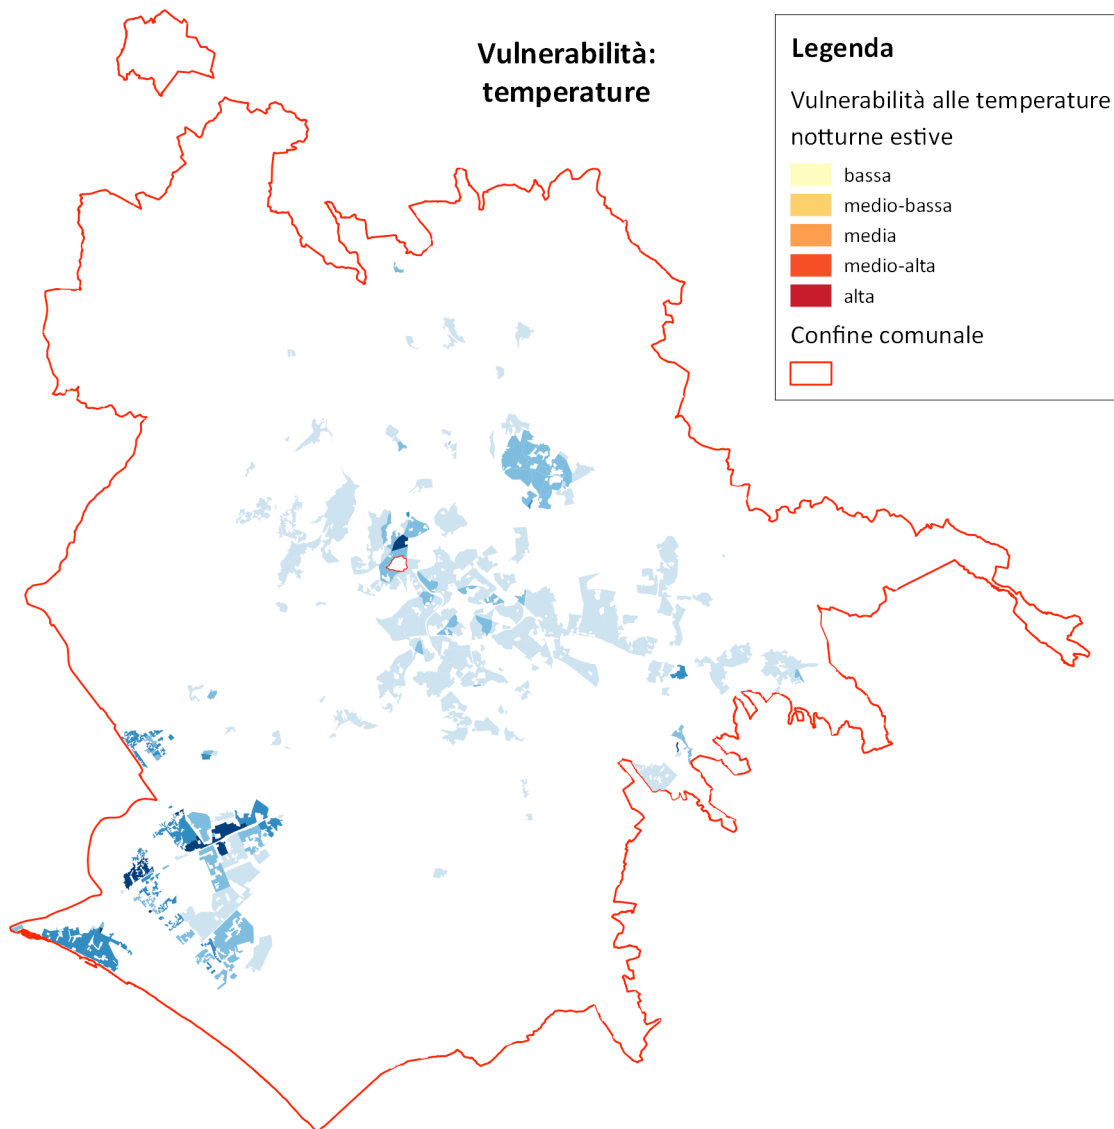 Vulnerabilità:
temperature
Legenda
Vulnerabilità alle temperature
notturne estive
bassa
medio-bassa
media
medio-alta
alta
Confine comunale